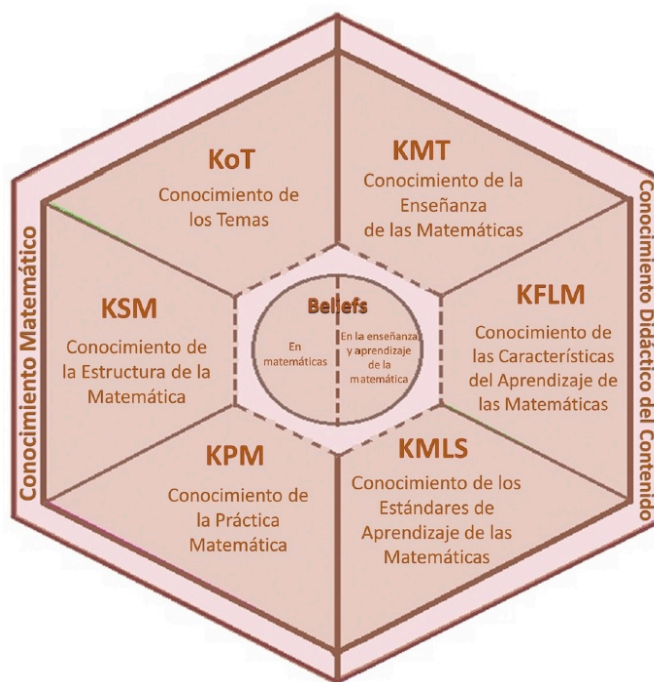 KoT
Conocimiento de
los Temas
KMT
Conocimiento de la
Enseñanza
de las Matemáticas
Conocimiento Matemático
KSM
Conocimiento de
la Estructura de la
Matemática
Beliefs
En
matemáticas
En la enseñanza
y aprendizaje
de la
matemática
KFLM
Conocimiento de
las Características
del Aprendizaje de
las Matemáticas
Conocimiento Didáctico del Contenido
KPM
Conocimiento de
la Práctica
Matemática
KMLS
Conocimiento de los
Estándares de
Aprendizaje de las
Matemáticas